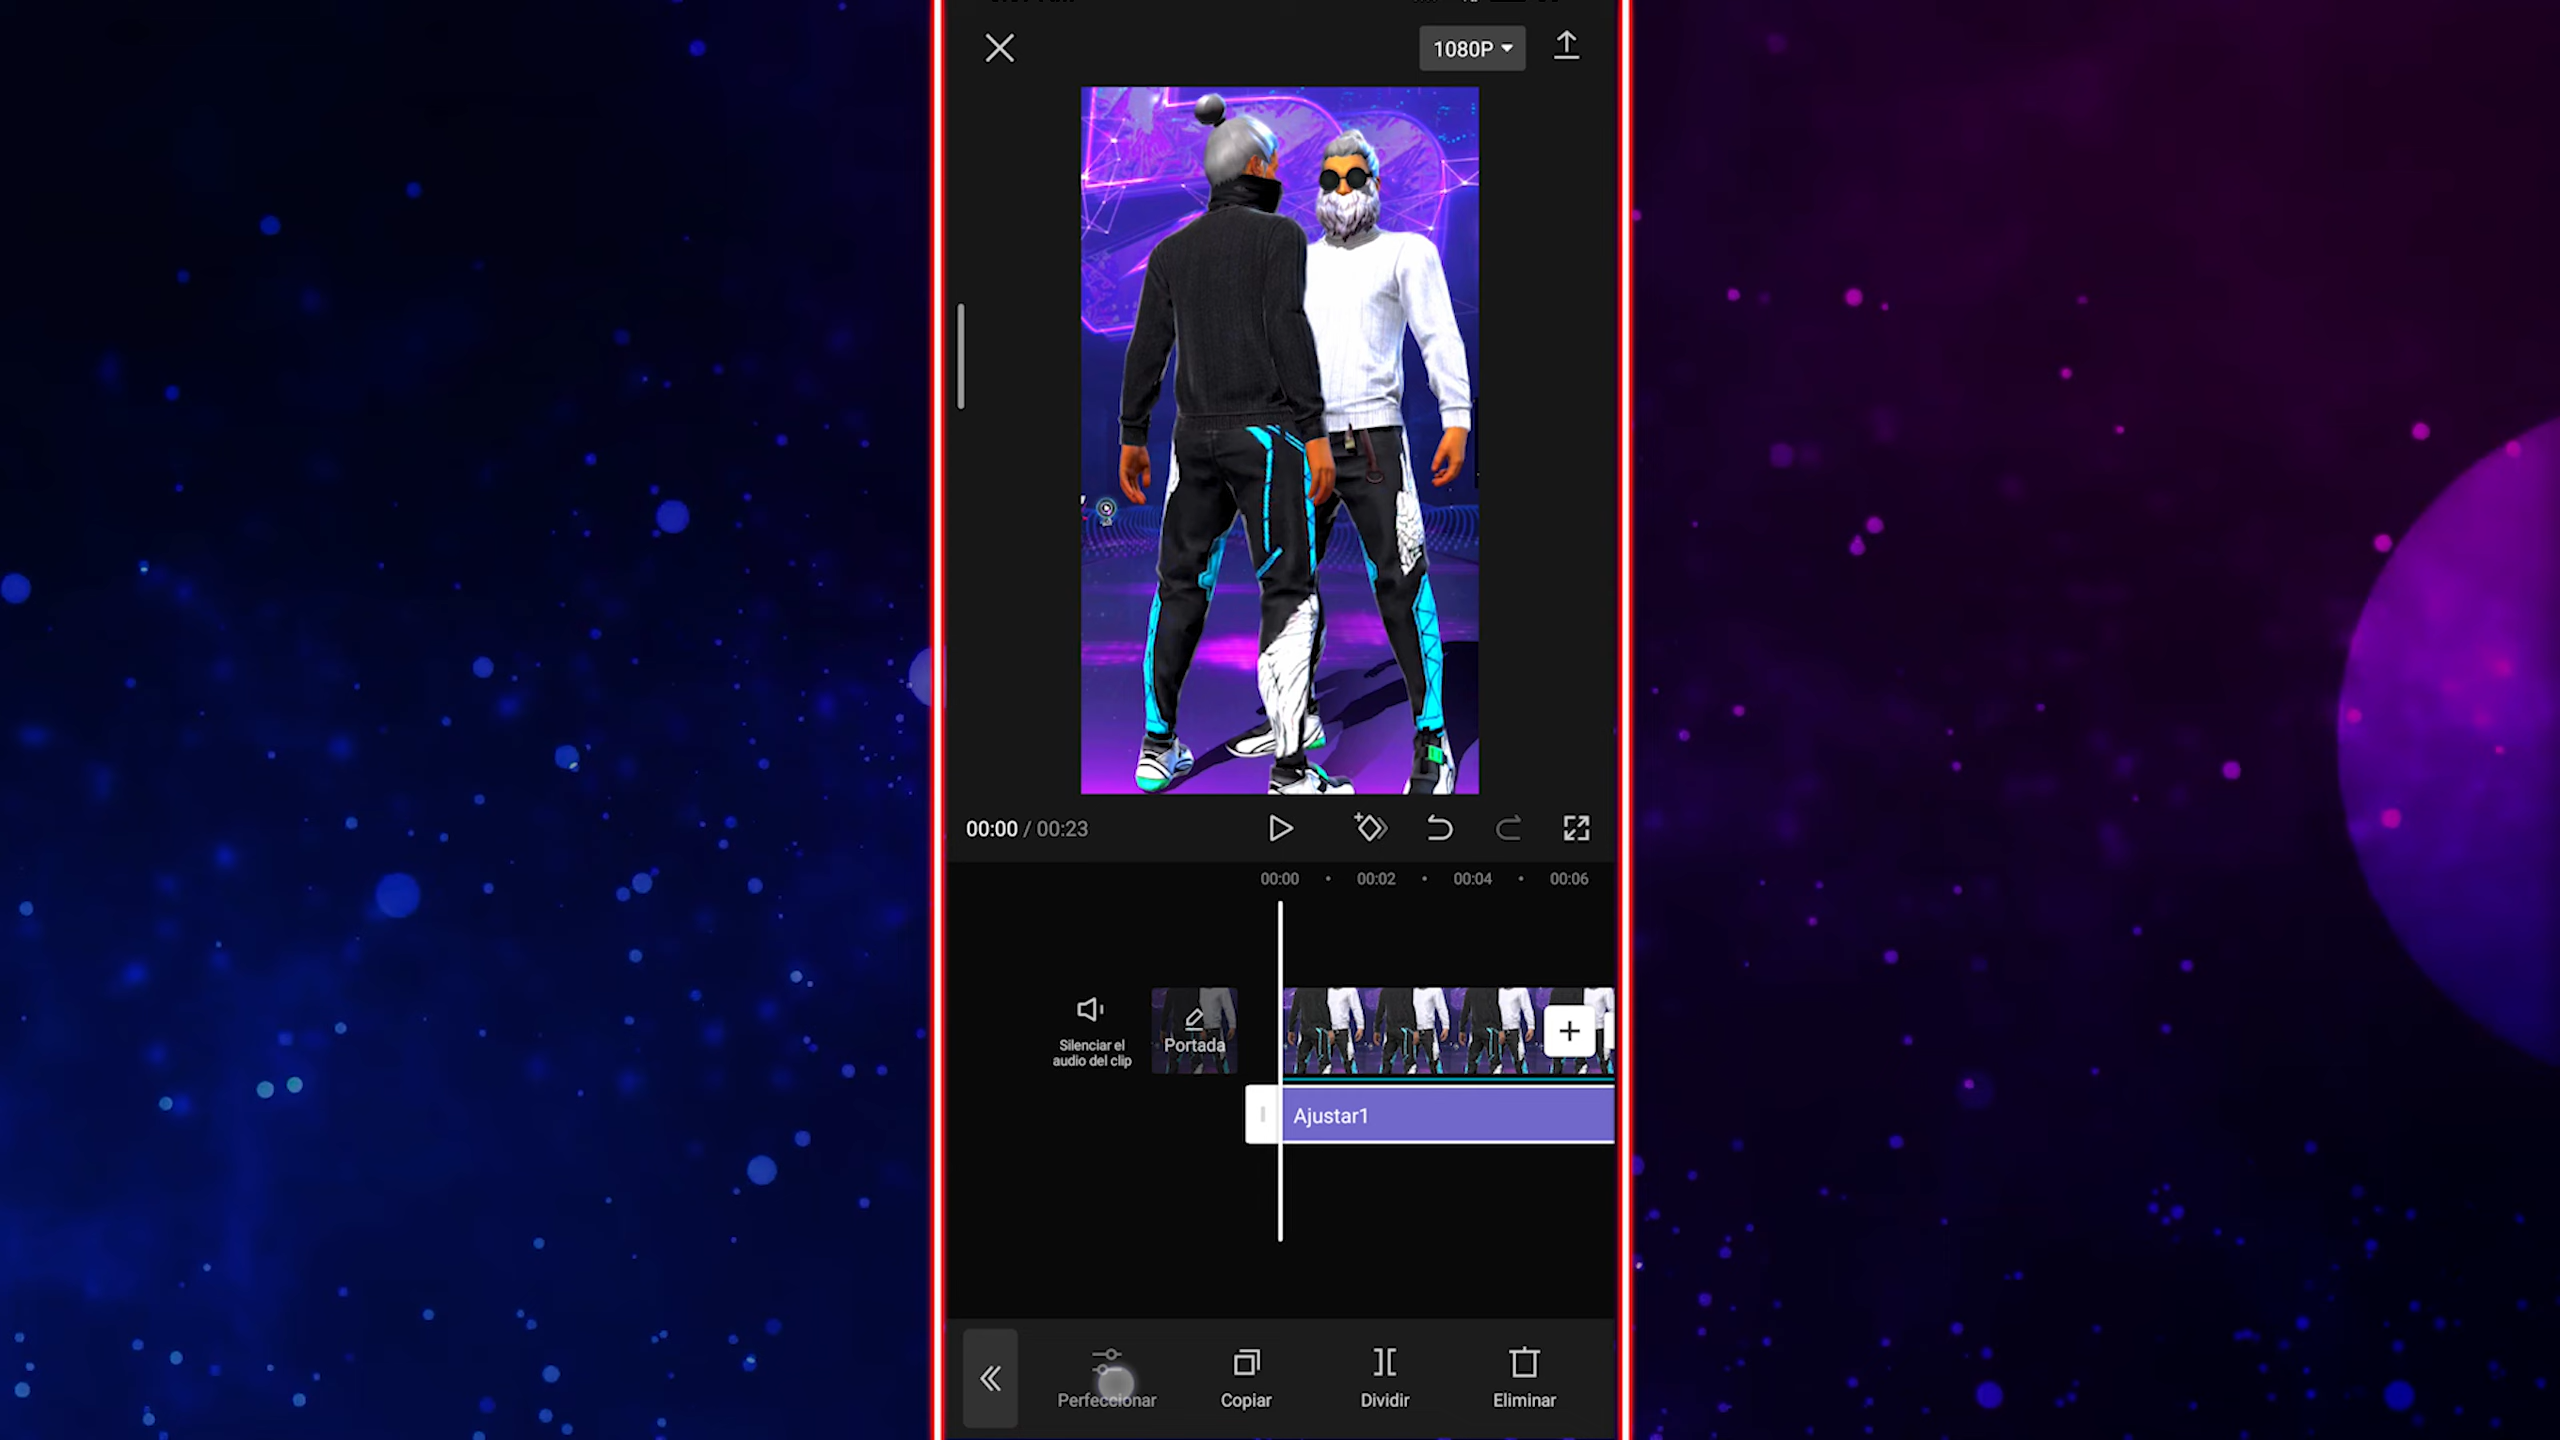 1080P
00:00 / 00:23
00:00 • 00:02 • 00:04 • 00:06
Silenciar el
audio del clip
Portada
Ajustar1
Perfeccionar
Copiar
Dividir
Eliminar